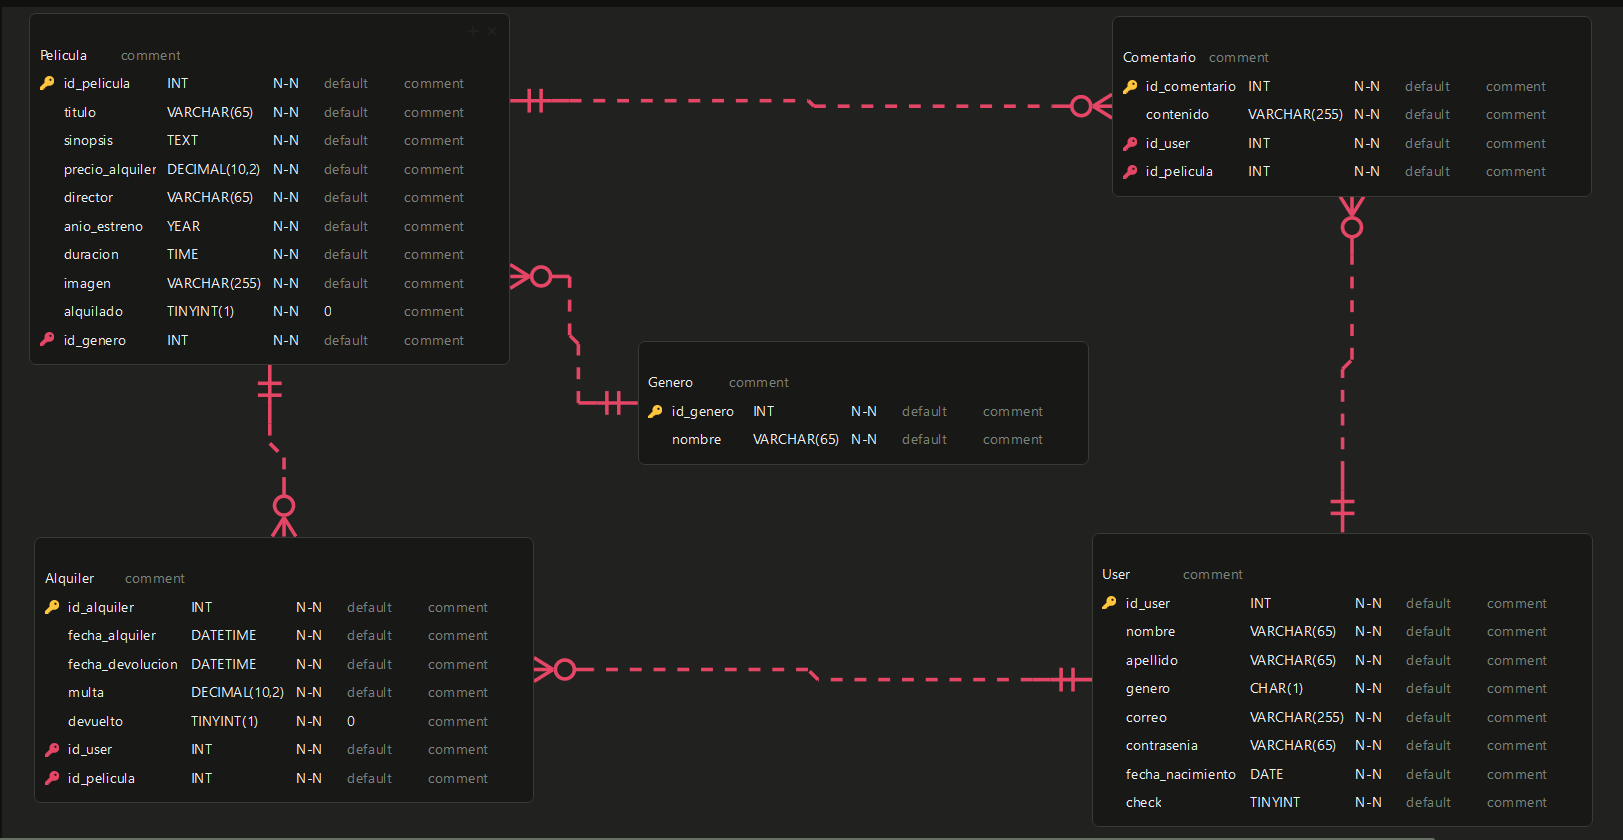 Pelicula comment
id_pelicula INT N-N default comment
titulo VARCHAR(65) N-N default comment
sinopsis TEXT N-N default comment
precio_alquiler DECIMAL(10,2) N-N default comment
director VARCHAR(65) N-N default comment
anio_estreno YEAR N-N default comment
duracion TIME N-N default comment
imagen VARCHAR(255) N-N default comment
alquilado TINYINT(1) N-N 0 comment
id_genero INT N-N default comment
Comentario comment
id_comentario INT N-N default comment
contenido VARCHAR(255) N-N default comment
id_user INT N-N default comment
id_pelicula INT N-N default comment
Genero comment
id_genero INT N-N default comment
nombre VARCHAR(65) N-N default comment
Alquiler comment
id_alquiler INT N-N default comment
fecha_alquiler DATETIME N-N default comment
fecha_devolucion DATETIME N-N default comment
multa DECIMAL(10,2) N-N default comment
devuelto TINYINT(1) N-N 0 comment
id_user INT N-N default comment
id_pelicula INT N-N default comment
User comment
id_user INT N-N default comment
nombre VARCHAR(65) N-N default comment
apellido VARCHAR(65) N-N default comment
genero CHAR(1) N-N default comment
correo VARCHAR(255) N-N default comment
contrasenia VARCHAR(65) N-N default comment
fecha_nacimiento DATE N-N default comment
check TINYINT N-N default comment